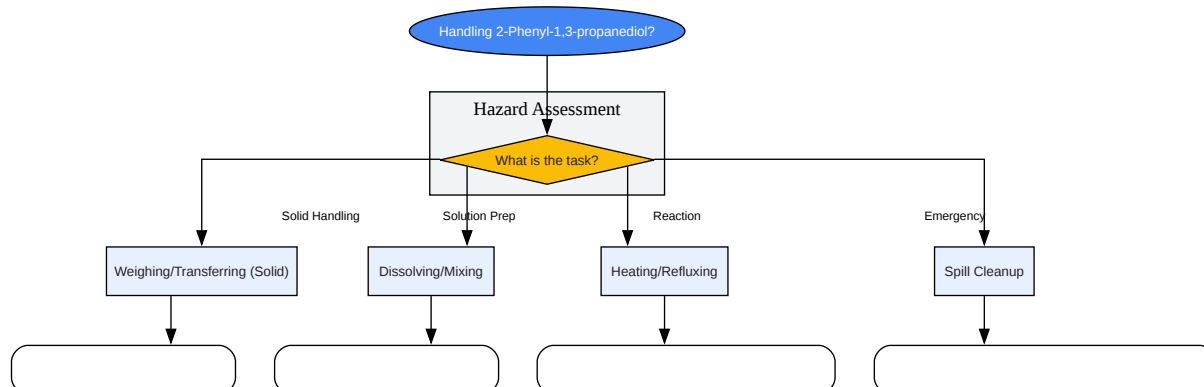 Handling 2-Phenyl-1,3-propanediol?
Hazard Assessment
What is the task?
Solid Handling
Solution Prep
Reaction
Emergency
Weighing/Transferring (Solid)
Dissolving/Mixing
Heating/Refluxing
Spill Cleanup